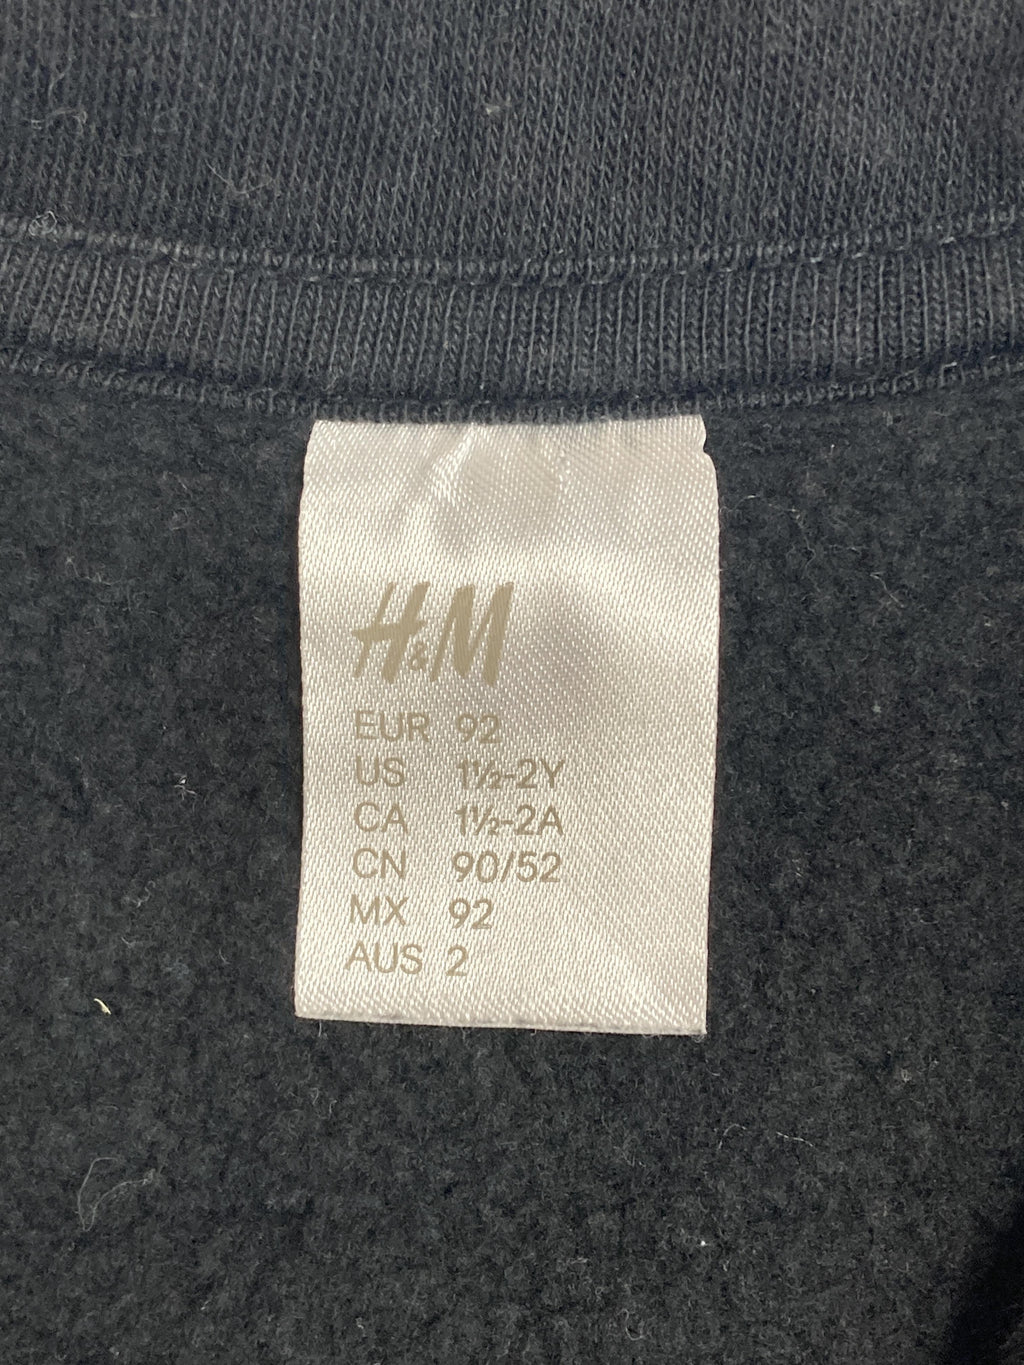 H&M
EUR 92
US 1½-2Y
CA 1½-2A
CN 90/52
MX 92
AUS 2